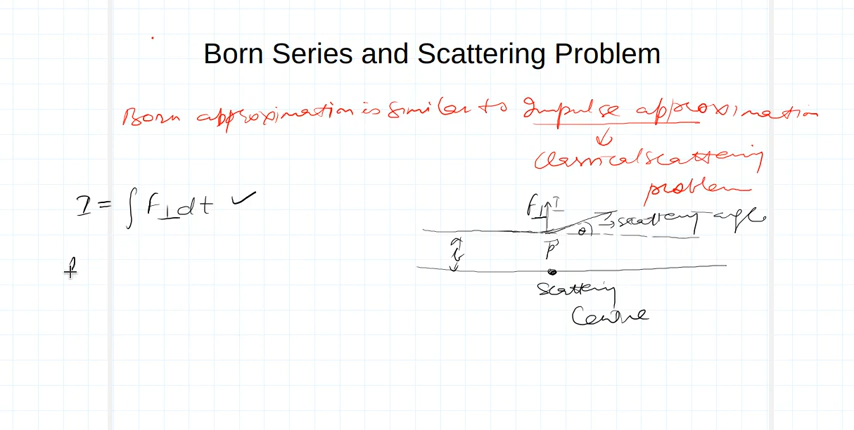 Born Series and Scattering Problem
Born approximation is similar to Impulse approximation
↓
Classical scattering
problem
I = ∫ F⊥ dt ✓
F⊥ I
θ → scattering angle
b
P
scattering
Centre